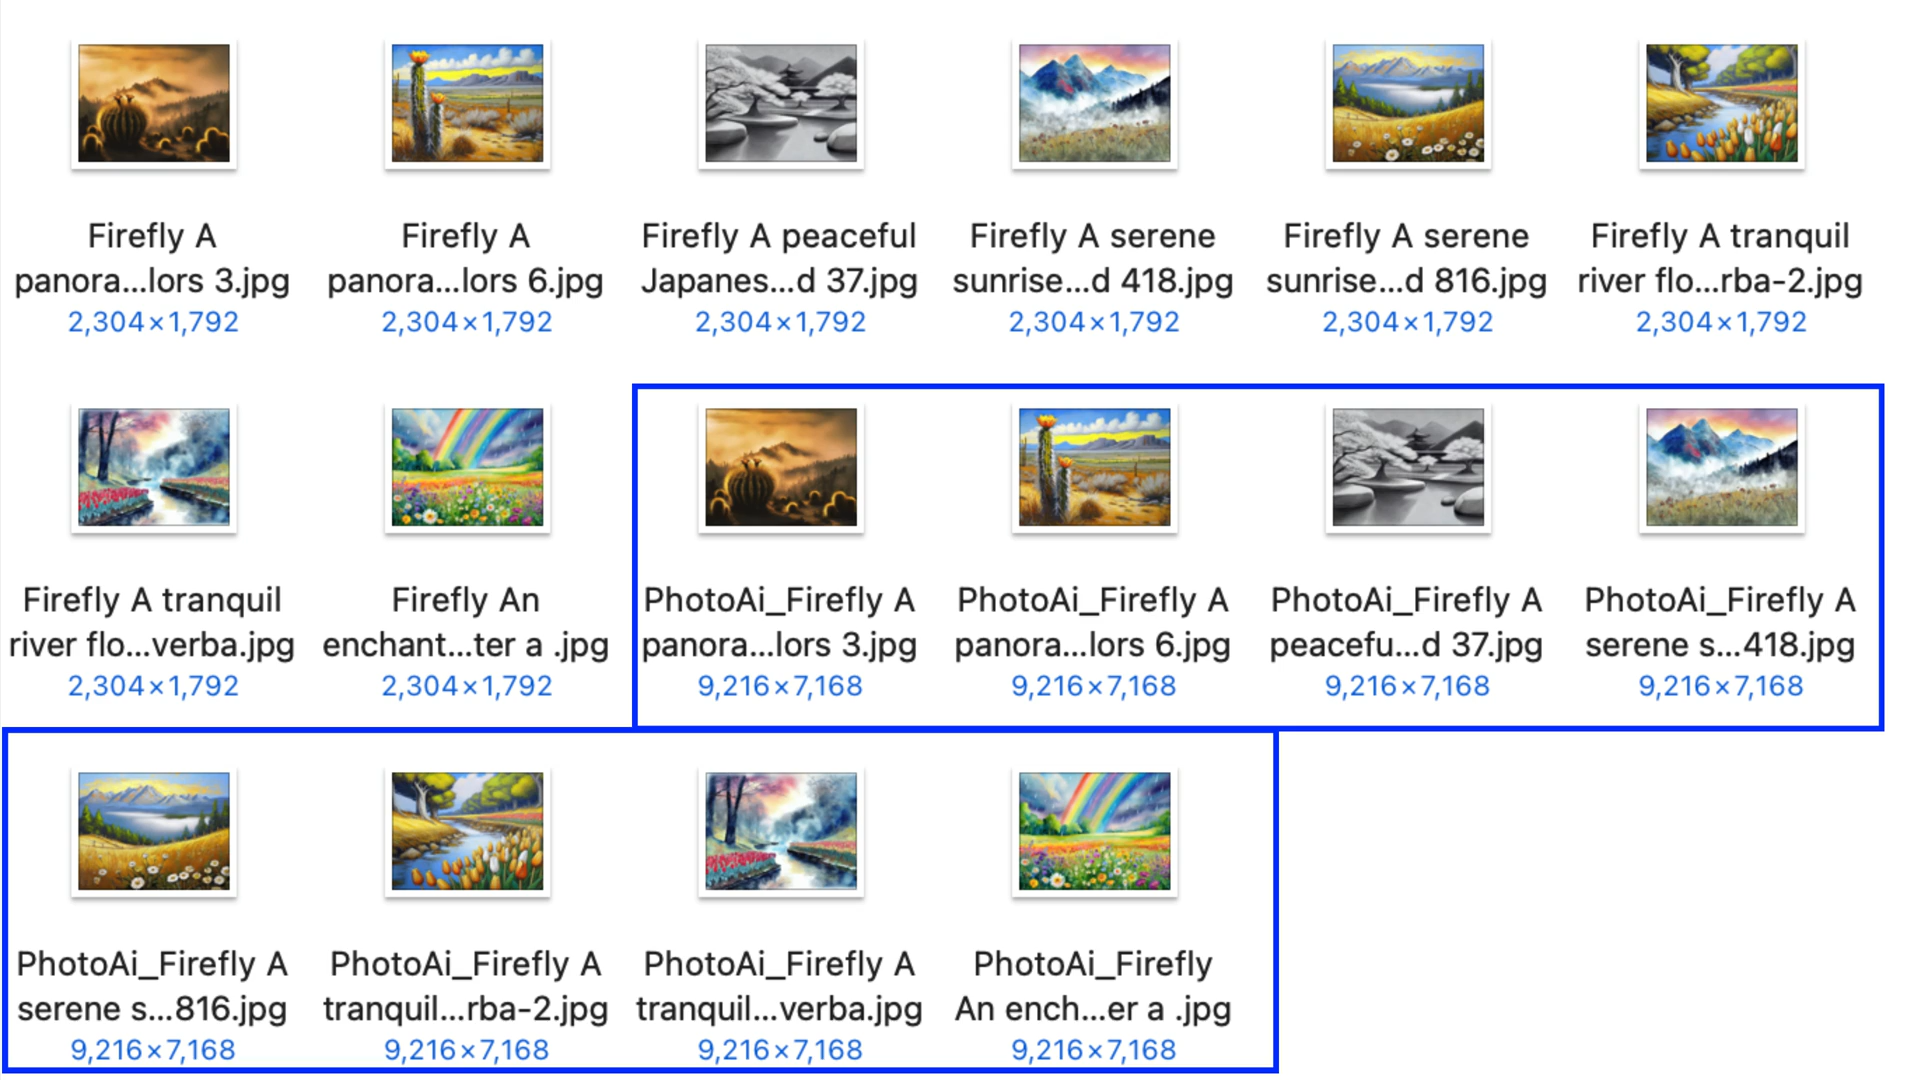 Firefly A
panora...lors 3.jpg
2,304×1,792
Firefly A
panora...lors 6.jpg
2,304×1,792
Firefly A peaceful
Japanes...d 37.jpg
2,304×1,792
Firefly A serene
sunrise...d 418.jpg
2,304×1,792
Firefly A serene
sunrise...d 816.jpg
2,304×1,792
Firefly A tranquil
river flo...rba-2.jpg
2,304×1,792
Firefly A tranquil
river flo...verba.jpg
2,304×1,792
Firefly An
enchant...ter a .jpg
2,304×1,792
PhotoAi_Firefly A
panora...lors 3.jpg
9,216×7,168
PhotoAi_Firefly A
panora...lors 6.jpg
9,216×7,168
PhotoAi_Firefly A
peacefu...d 37.jpg
9,216×7,168
PhotoAi_Firefly A
serene s...418.jpg
9,216×7,168
PhotoAi_Firefly A
serene s...816.jpg
9,216×7,168
PhotoAi_Firefly A
tranquil...rba-2.jpg
9,216×7,168
PhotoAi_Firefly A
tranquil...verba.jpg
9,216×7,168
PhotoAi_Firefly
An ench...er a .jpg
9,216×7,168